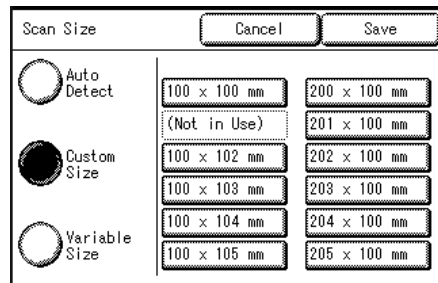 Scan Size
Cancel
Save
Auto
Detect
Custom
Size
Variable
Size
100 × 100 mm
(Not in Use)
100 × 102 mm
100 × 103 mm
100 × 104 mm
100 × 105 mm
200 × 100 mm
201 × 100 mm
202 × 100 mm
203 × 100 mm
204 × 100 mm
205 × 100 mm